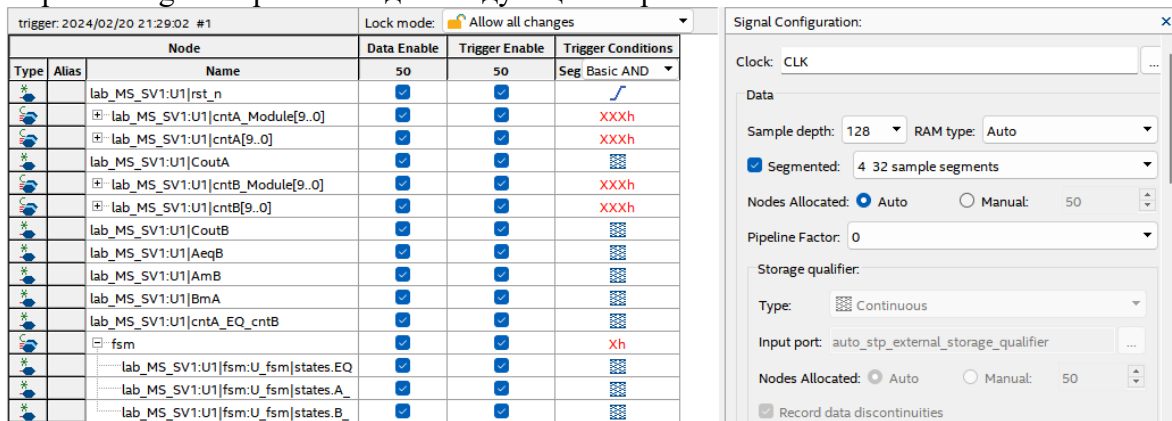 trigger: 2024/02/20 21:29:02 #1
Lock mode: Allow all changes
Node Data Enable Trigger Enable Trigger Conditions
Type Alias Name 50 50 Seg Basic AND
lab_MS_SV1:U1|rst_n
lab_MS_SV1:U1|cntA_Module[9..0] XXXh
lab_MS_SV1:U1|cntA[9..0] XXXh
lab_MS_SV1:U1|CoutA
lab_MS_SV1:U1|cntB_Module[9..0] XXXh
lab_MS_SV1:U1|cntB[9..0] XXXh
lab_MS_SV1:U1|CoutB
lab_MS_SV1:U1|AeqB
lab_MS_SV1:U1|AmB
lab_MS_SV1:U1|BmA
lab_MS_SV1:U1|cntA_EQ_cntB
fsm Xh
lab_MS_SV1:U1|fsm:U_fsm|states.EQ
lab_MS_SV1:U1|fsm:U_fsm|states.A_
lab_MS_SV1:U1|fsm:U_fsm|states.B_
Signal Configuration:
Clock: CLK ...
Data
Sample depth: 128 RAM type: Auto
Segmented: 4 32 sample segments
Nodes Allocated: Auto Manual: 50
Pipeline Factor: 0
Storage qualifier:
Type: Continuous
Input port: auto_stp_external_storage_qualifier ...
Nodes Allocated: Auto Manual: 50
Record data discontinuities